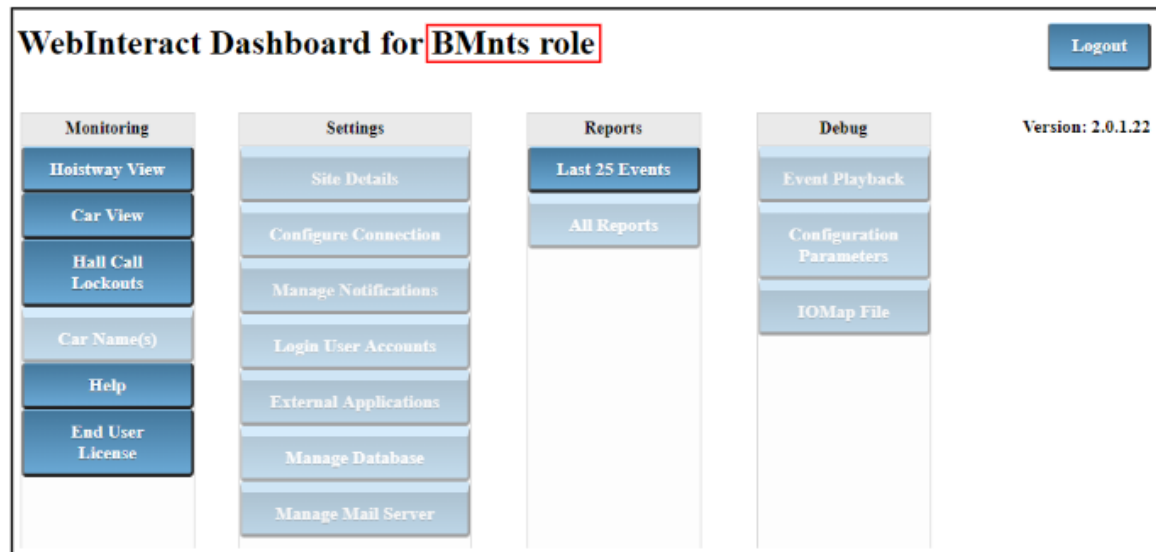 WebInteract Dashboard for BMnts role
Logout
Version: 2.0.1.22
Monitoring
Hoistway View
Car View
Hall Call
Lockouts
Car Name(s)
Help
End User
License
Settings
Site Details
Configure Connection
Manage Notifications
Login User Accounts
External Applications
Manage Database
Manage Mail Server
Reports
Last 25 Events
All Reports
Debug
Event Playback
Configuration
Parameters
IOMap File